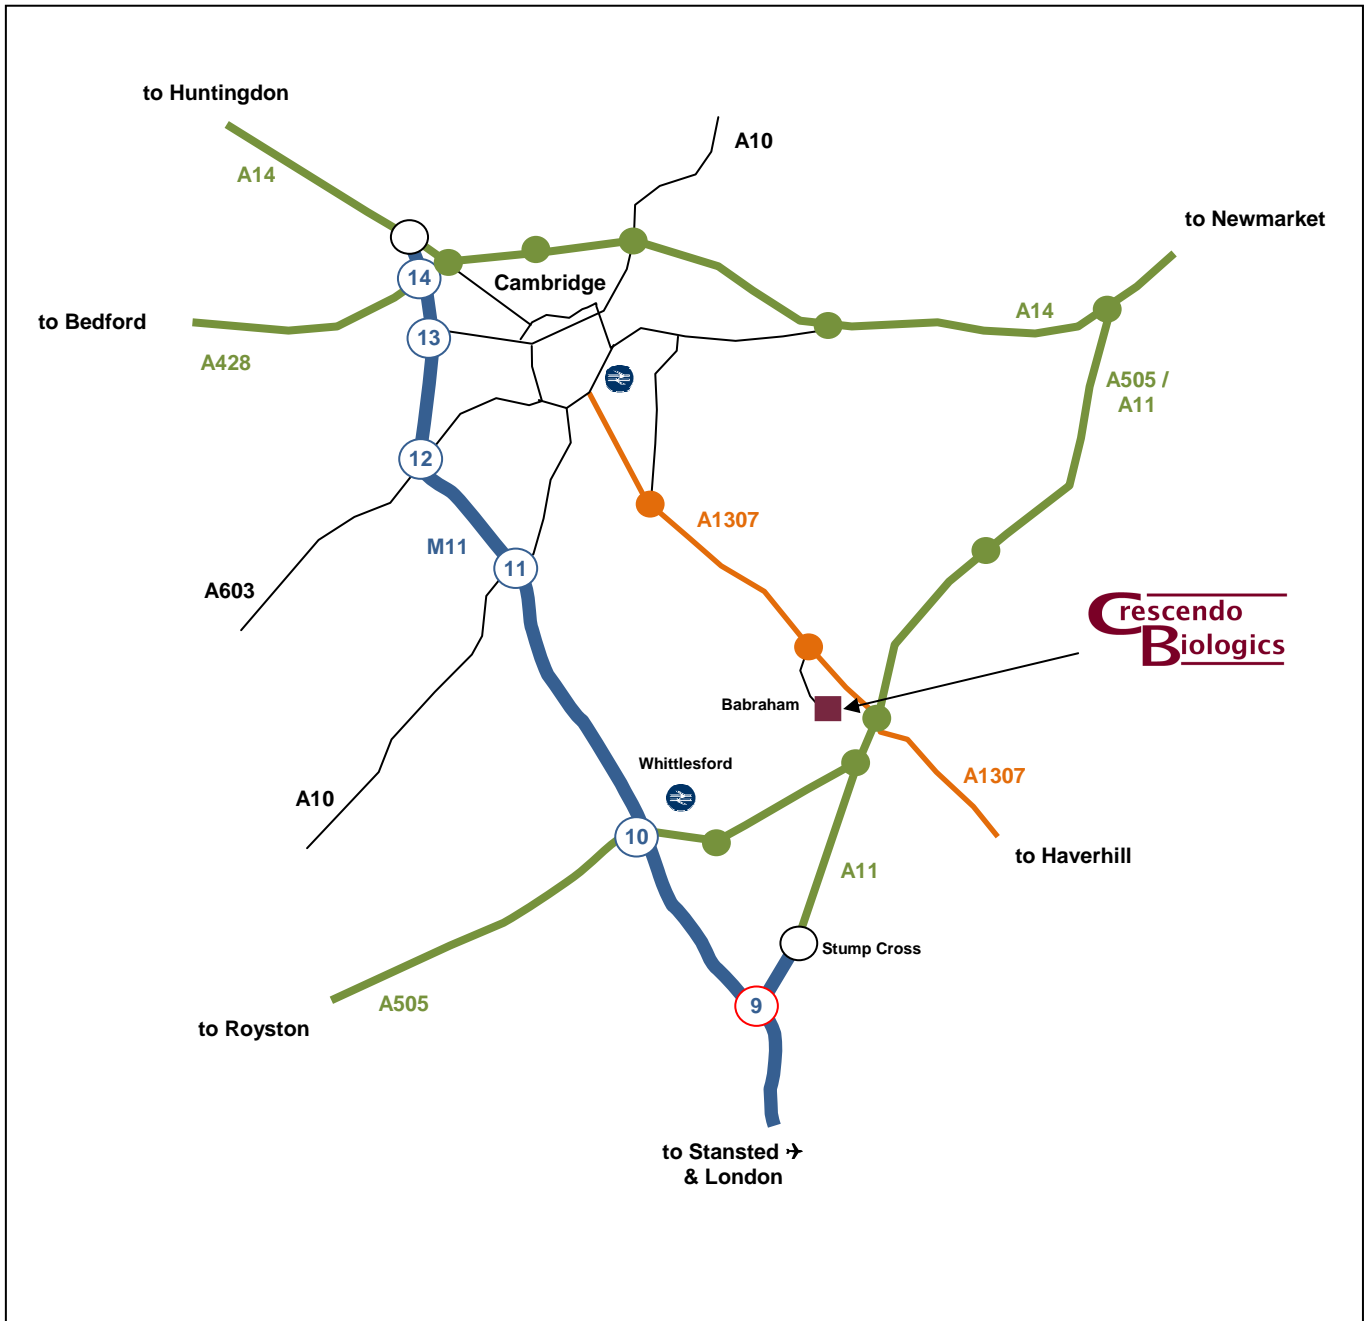 to Huntingdon
A10
A14
to Newmarket
Cambridge
14
to Bedford
A14
13
A428
A505 /
A11
12
A1307
M11
11
A603
Crescendo
Biologics
Babraham
Whittlesford
A1307
A10
10
to Haverhill
A11
Stump Cross
A505
9
to Royston
to Stansted ✈
& London